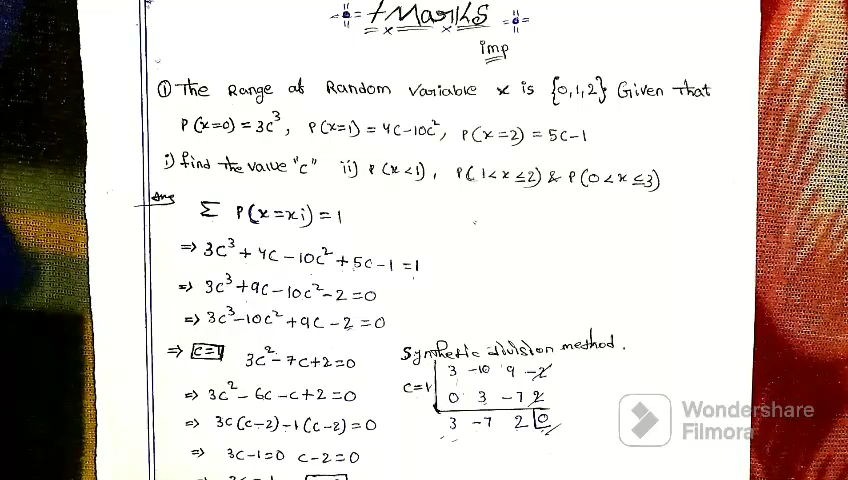 7 Marks
imp
① The Range of Random variable x is {0,1,2} Given that
P(x=0) = 3c³, P(x=1) = 4c-10c², P(x=2) = 5c-1
i) find the value "c" ii) P(x<1), P(1<x≤2) & P(0<x≤3)
Ans
Σ P(x=xi) = 1
⇒ 3c³ + 4c - 10c² + 5c - 1 = 1
⇒ 3c³ + 9c - 10c² - 2 = 0
⇒ 3c³ - 10c² + 9c - 2 = 0
⇒ c=1 3c² - 7c + 2 = 0
Synthetic division method.
3 -10 9 -2
c=1
0 3 -7 2
3 -7 2 0
⇒ 3c² - 6c - c + 2 = 0
⇒ 3c(c-2) - 1(c-2) = 0
⇒ 3c-1=0 c-2=0
Wondershare
Filmora